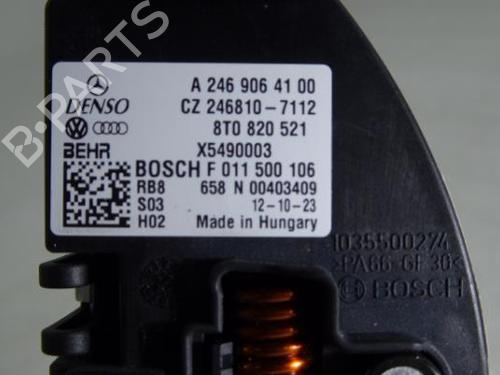 B-PARTS
A 246 906 41 00
DENSO CZ 246810-7112
8T0 820 521
BEHR X5490003
BOSCH F 011 500 106
RB8 658 N 00403409
S03 12-10-23
H02 Made in Hungary
1035500274
>PA66-GF30<
BOSCH